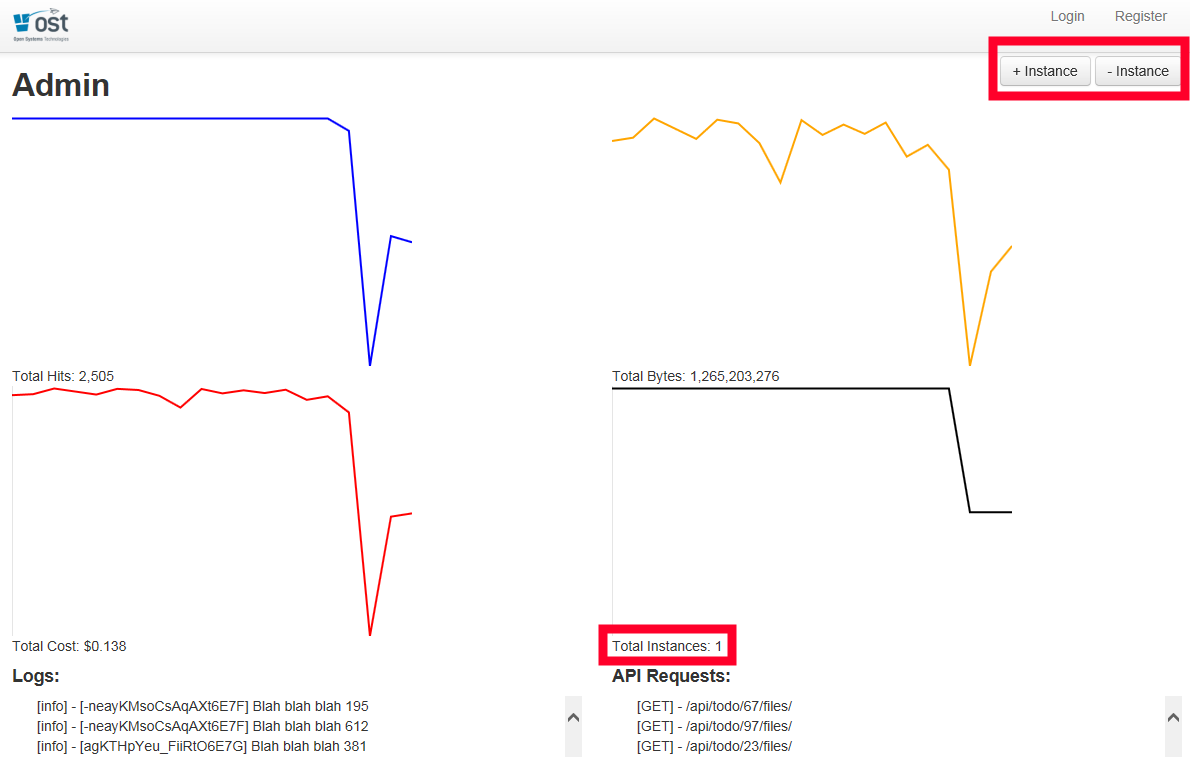 ost
Open Systems Technologies
Login Register
+ Instance - Instance
Admin
Total Hits: 2,505
Total Bytes: 1,265,203,276
Total Cost: $0.138
Total Instances: 1
Logs:
[info] - [-neayKMsoCsAqAXt6E7F] Blah blah blah 195
[info] - [-neayKMsoCsAqAXt6E7F] Blah blah blah 612
[info] - [agKTHpYeu_FiiRtO6E7G] Blah blah blah 381
API Requests:
[GET] - /api/todo/67/files/
[GET] - /api/todo/97/files/
[GET] - /api/todo/23/files/